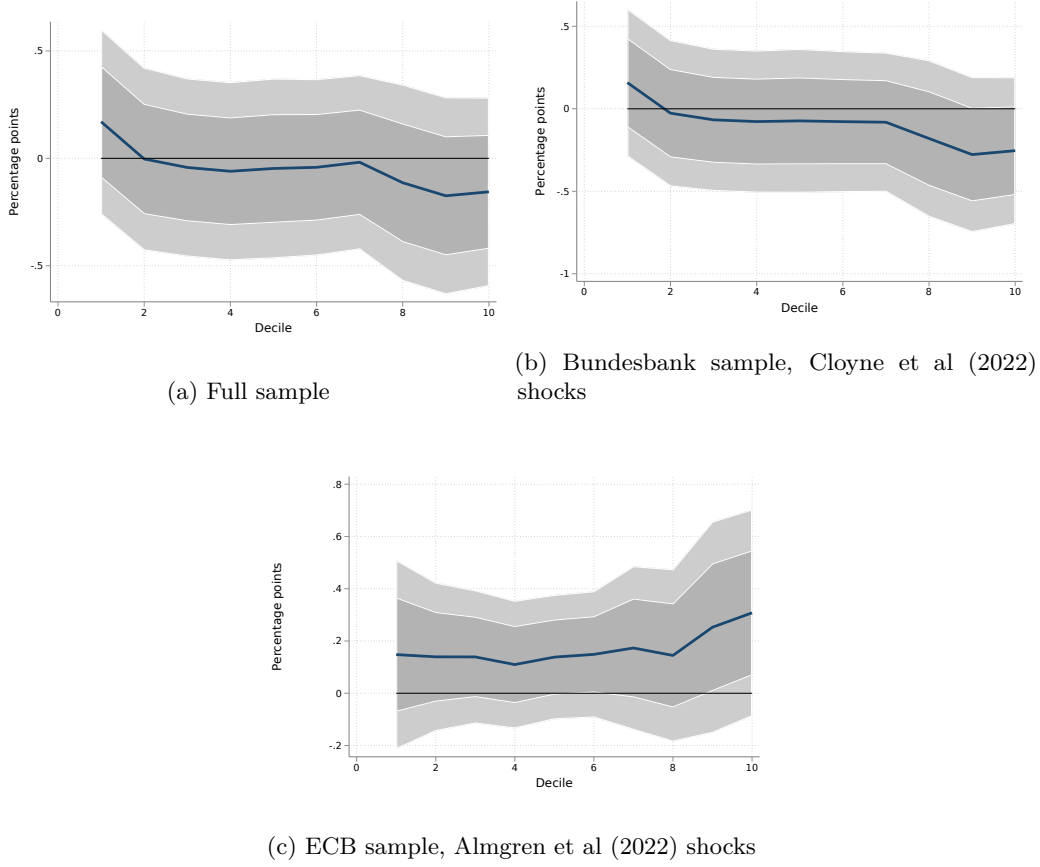 Percentage points
.5
0
-.5
0 2 4 6 8 10
Decile
(a) Full sample
Percentage points
.5
0
-.5
-1
0 2 4 6 8 10
Decile
(b) Bundesbank sample, Cloyne et al (2022)
shocks
Percentage points
.8
.6
.4
.2
0
-.2
0 2 4 6 8 10
Decile
(c) ECB sample, Almgren et al (2022) shocks